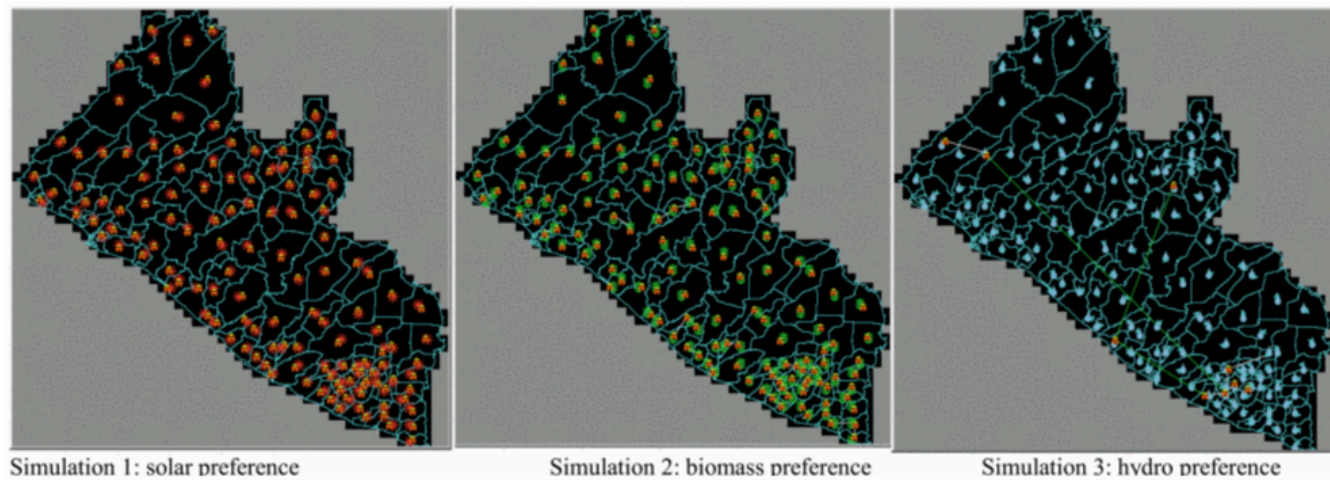 Simulation 1: solar preference
Simulation 2: biomass preference
Simulation 3: hydro preference